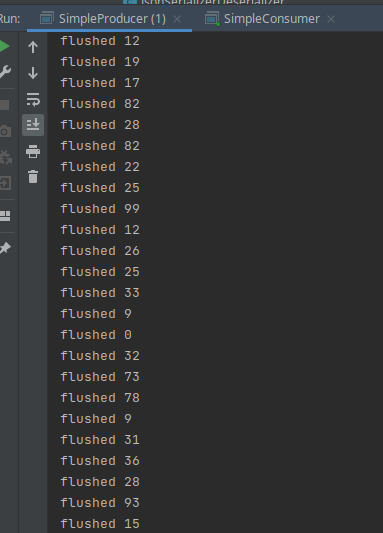 JsonSerializerDeserializer
Run: SimpleProducer (1) SimpleConsumer
flushed 12
flushed 19
flushed 17
flushed 82
flushed 28
flushed 82
flushed 22
flushed 25
flushed 99
flushed 12
flushed 26
flushed 25
flushed 33
flushed 9
flushed 0
flushed 32
flushed 73
flushed 78
flushed 9
flushed 31
flushed 36
flushed 28
flushed 93
flushed 15